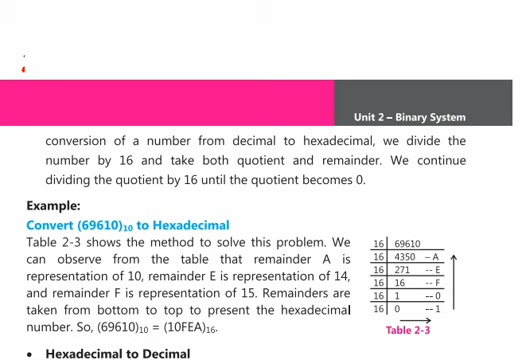 Unit 2 – Binary System
conversion of a number from decimal to hexadecimal, we divide the
number by 16 and take both quotient and remainder. We continue
dividing the quotient by 16 until the quotient becomes 0.
Example:
Convert (69610)10 to Hexadecimal
Table 2-3 shows the method to solve this problem. We
can observe from the table that remainder A is
representation of 10, remainder E is representation of 14,
and remainder F is representation of 15. Remainders are
taken from bottom to top to present the hexadecimal
number. So, (69610)10 = (10FEA)16.
16 69610
16 4350 – A
16 271 -- E
16 16 -- F
16 1 -- 0
16 0 -- 1
Table 2-3
• Hexadecimal to Decimal